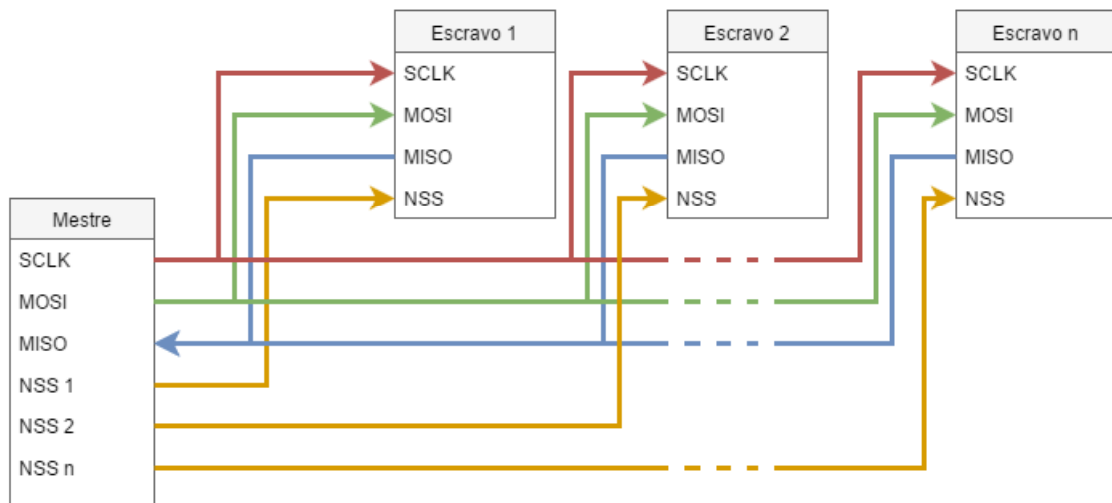 Escravo 1
SCLK
MOSI
MISO
NSS
Escravo 2
SCLK
MOSI
MISO
NSS
Escravo n
SCLK
MOSI
MISO
NSS
Mestre
SCLK
MOSI
MISO
NSS 1
NSS 2
NSS n